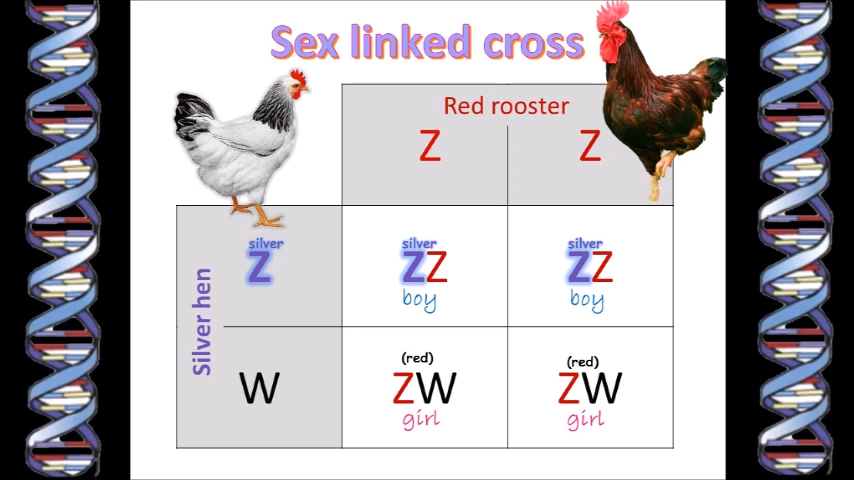 Sex linked cross
Red rooster
Z Z
silver silver silver
Z ZZ ZZ
boy boy
Silver hen
(red) (red)
W ZW ZW
girl girl